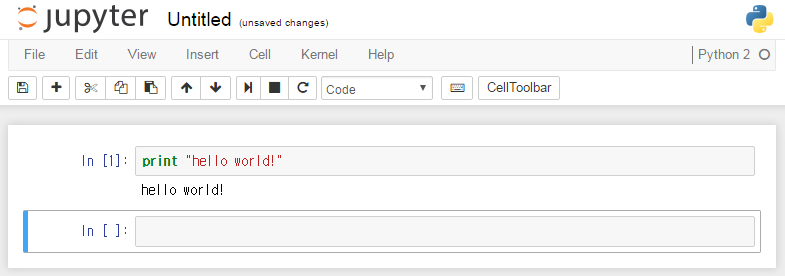 jupyter Untitled (unsaved changes)
File Edit View Insert Cell Kernel Help Python 2
Code CellToolbar
In [1]: print "hello world!"
hello world!
In [ ]: